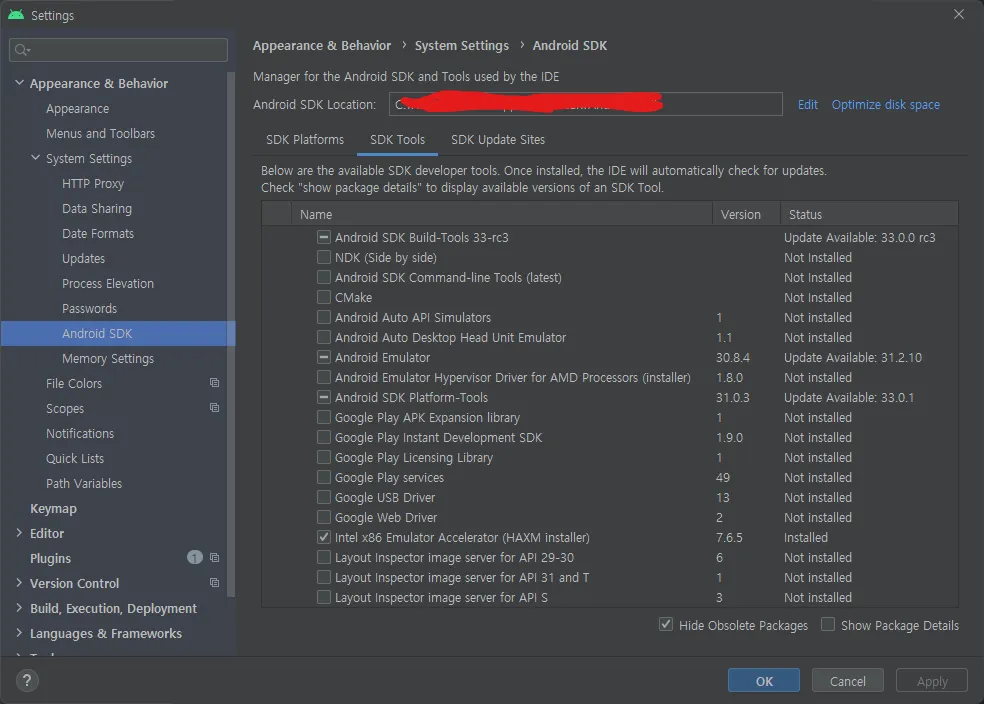 Settings
Appearance & Behavior › System Settings › Android SDK
Manager for the Android SDK and Tools used by the IDE
Android SDK Location: Edit Optimize disk space
Appearance & Behavior
Appearance
Menus and Toolbars
System Settings
HTTP Proxy
Data Sharing
Date Formats
Updates
Process Elevation
Passwords
Android SDK
Memory Settings
File Colors
Scopes
Notifications
Quick Lists
Path Variables
Keymap
Editor
Plugins 1
Version Control
Build, Execution, Deployment
Languages & Frameworks
SDK Platforms SDK Tools SDK Update Sites
Below are the available SDK developer tools. Once installed, the IDE will automatically check for updates.
Check "show package details" to display available versions of an SDK Tool.
Name Version Status
Android SDK Build-Tools 33-rc3 Update Available: 33.0.0 rc3
NDK (Side by side) Not Installed
Android SDK Command-line Tools (latest) Not Installed
CMake Not Installed
Android Auto API Simulators 1 Not installed
Android Auto Desktop Head Unit Emulator 1.1 Not installed
Android Emulator 30.8.4 Update Available: 31.2.10
Android Emulator Hypervisor Driver for AMD Processors (installer) 1.8.0 Not installed
Android SDK Platform-Tools 31.0.3 Update Available: 33.0.1
Google Play APK Expansion library 1 Not installed
Google Play Instant Development SDK 1.9.0 Not installed
Google Play Licensing Library 1 Not installed
Google Play services 49 Not installed
Google USB Driver 13 Not installed
Google Web Driver 2 Not installed
Intel x86 Emulator Accelerator (HAXM installer) 7.6.5 Installed
Layout Inspector image server for API 29-30 6 Not installed
Layout Inspector image server for API 31 and T 1 Not installed
Layout Inspector image server for API S 3 Not installed
Hide Obsolete Packages Show Package Details
? OK Cancel Apply